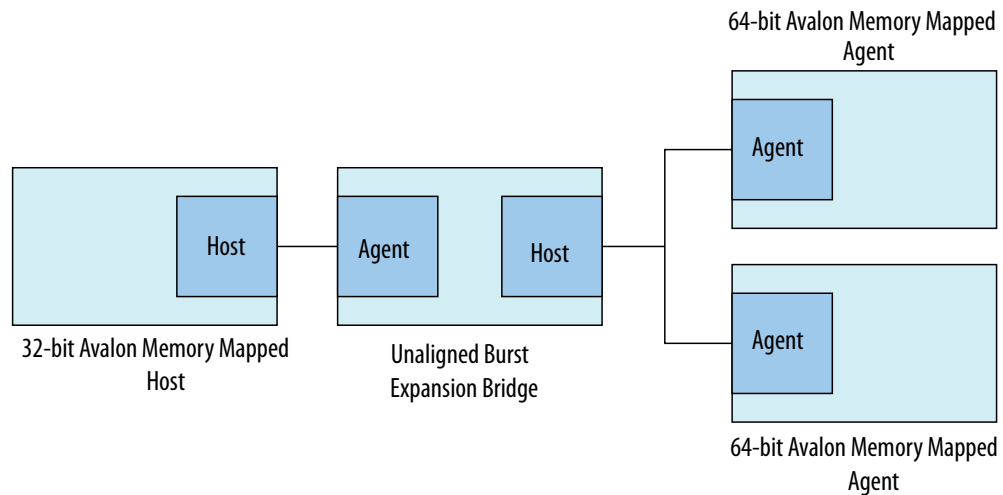 64-bit Avalon Memory Mapped
Agent
Agent
Host
Agent
Host
32-bit Avalon Memory Mapped
Host
Unaligned Burst
Expansion Bridge
Agent
64-bit Avalon Memory Mapped
Agent